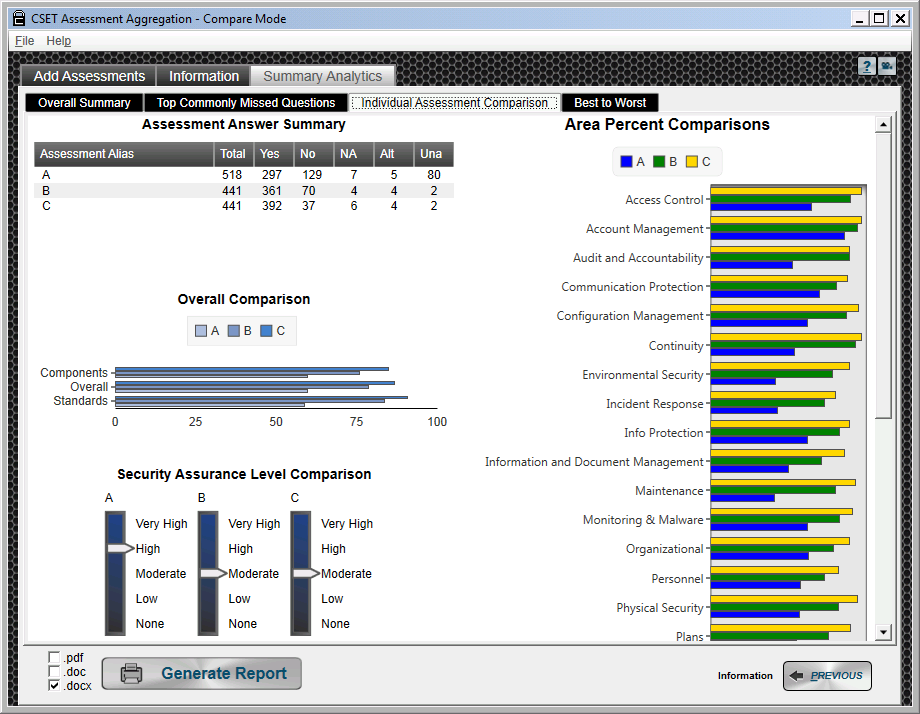 CSET Assessment Aggregation - Compare Mode
File Help
Add Assessments Information Summary Analytics
?
Overall Summary Top Commonly Missed Questions Individual Assessment Comparison Best to Worst
Assessment Answer Summary
Assessment Alias Total Yes No NA Alt Una
A 518 297 129 7 5 80
B 441 361 70 4 4 2
C 441 392 37 6 4 2
Overall Comparison
A B C
Components
Overall
Standards
0 25 50 75 100
Security Assurance Level Comparison
A B C
Very High Very High Very High
High High High
Moderate Moderate Moderate
Low Low Low
None None None
Area Percent Comparisons
A B C
Access Control
Account Management
Audit and Accountability
Communication Protection
Configuration Management
Continuity
Environmental Security
Incident Response
Info Protection
Information and Document Management
Maintenance
Monitoring & Malware
Organizational
Personnel
Physical Security
Plans
.pdf
.doc
.docx
Generate Report
Information
PREVIOUS